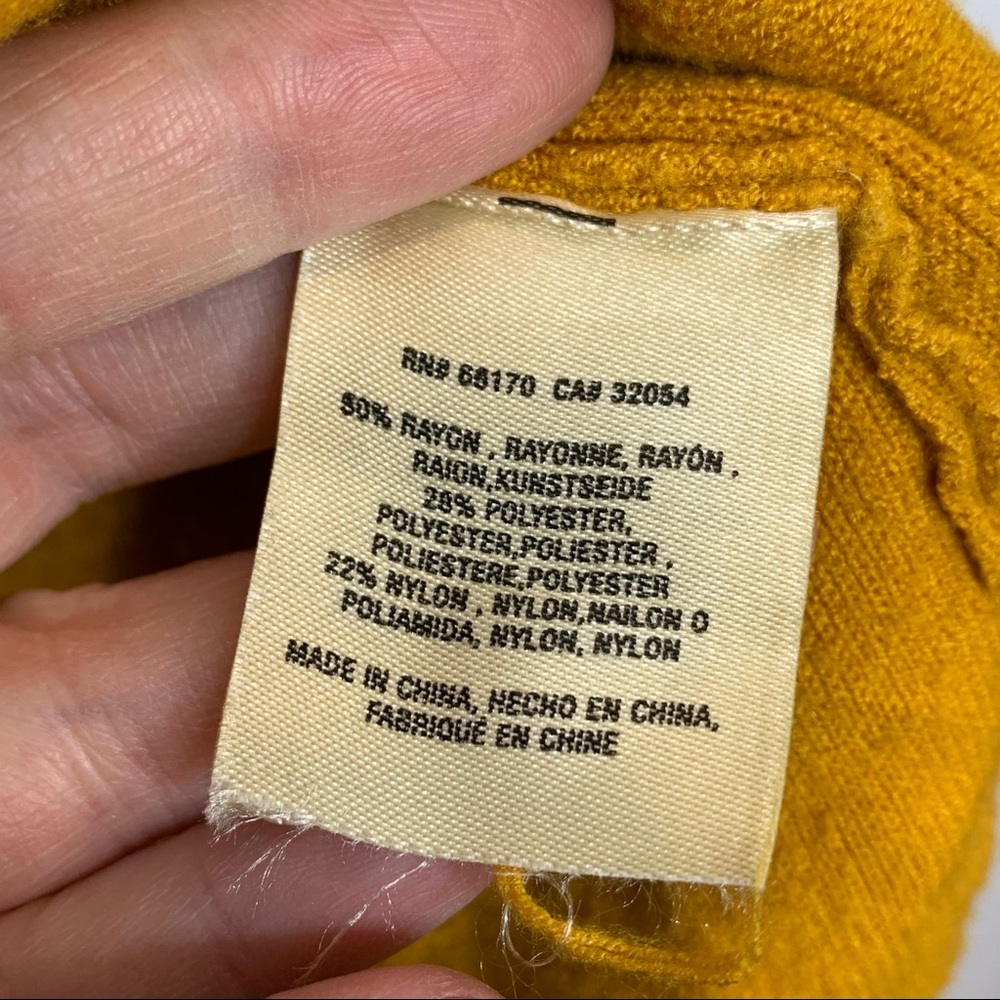 RN# 66170 CA# 32054
50% RAYON , RAYONNE, RAYÓN ,
RAION,KUNSTSEIDE
28% POLYESTER,
POLYESTER,POLIESTER ,
POLIESTERE,POLYESTER
22% NYLON , NYLON,NAILON O
POLIAMIDA, NYLON, NYLON
MADE IN CHINA, HECHO EN CHINA,
FABRIQUÉ EN CHINE